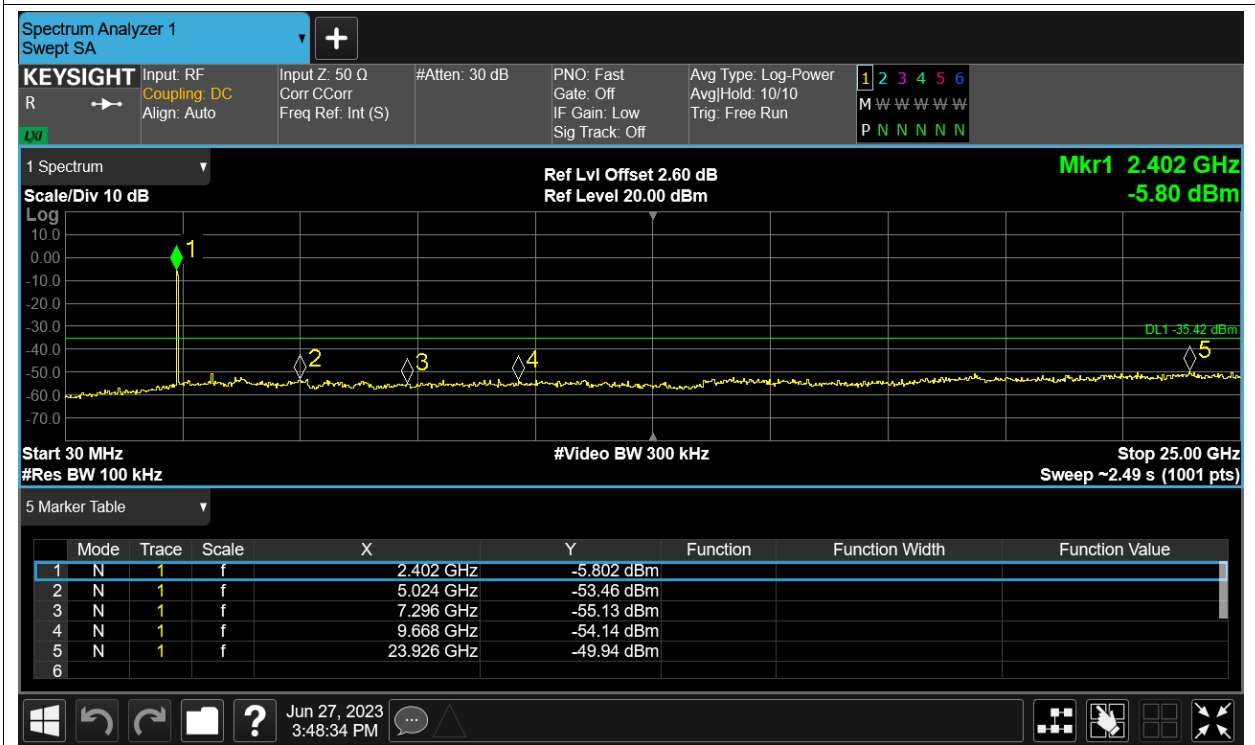 Spectrum Analyzer 1
Swept SA
+
KEYSIGHT Input: RF Input Z: 50 Ω #Atten: 30 dB PNO: Fast Avg Type: Log-Power 1 2 3 4 5 6
R Coupling: DC Corr CCorr Gate: Off Avg|Hold: 10/10 M W W W W W
Align: Auto Freq Ref: Int (S) IF Gain: Low Trig: Free Run
LXI Sig Track: Off P N N N N N
1 Spectrum Ref Lvl Offset 2.60 dB Mkr1 2.402 GHz
Scale/Div 10 dB Ref Level 20.00 dBm -5.80 dBm
Log
10.0
1
0.00
-10.0
-20.0
-30.0 DL1 -35.42 dBm
-40.0
2 3 4 5
-50.0
-60.0
-70.0
Start 30 MHz #Video BW 300 kHz Stop 25.00 GHz
#Res BW 100 kHz Sweep ~2.49 s (1001 pts)
5 Marker Table
Mode Trace Scale X Y Function Function Width Function Value
1 N 1 f 2.402 GHz -5.802 dBm
2 N 1 f 5.024 GHz -53.46 dBm
3 N 1 f 7.296 GHz -55.13 dBm
4 N 1 f 9.668 GHz -54.14 dBm
5 N 1 f 23.926 GHz -49.94 dBm
6
? Jun 27, 2023
3:48:34 PM